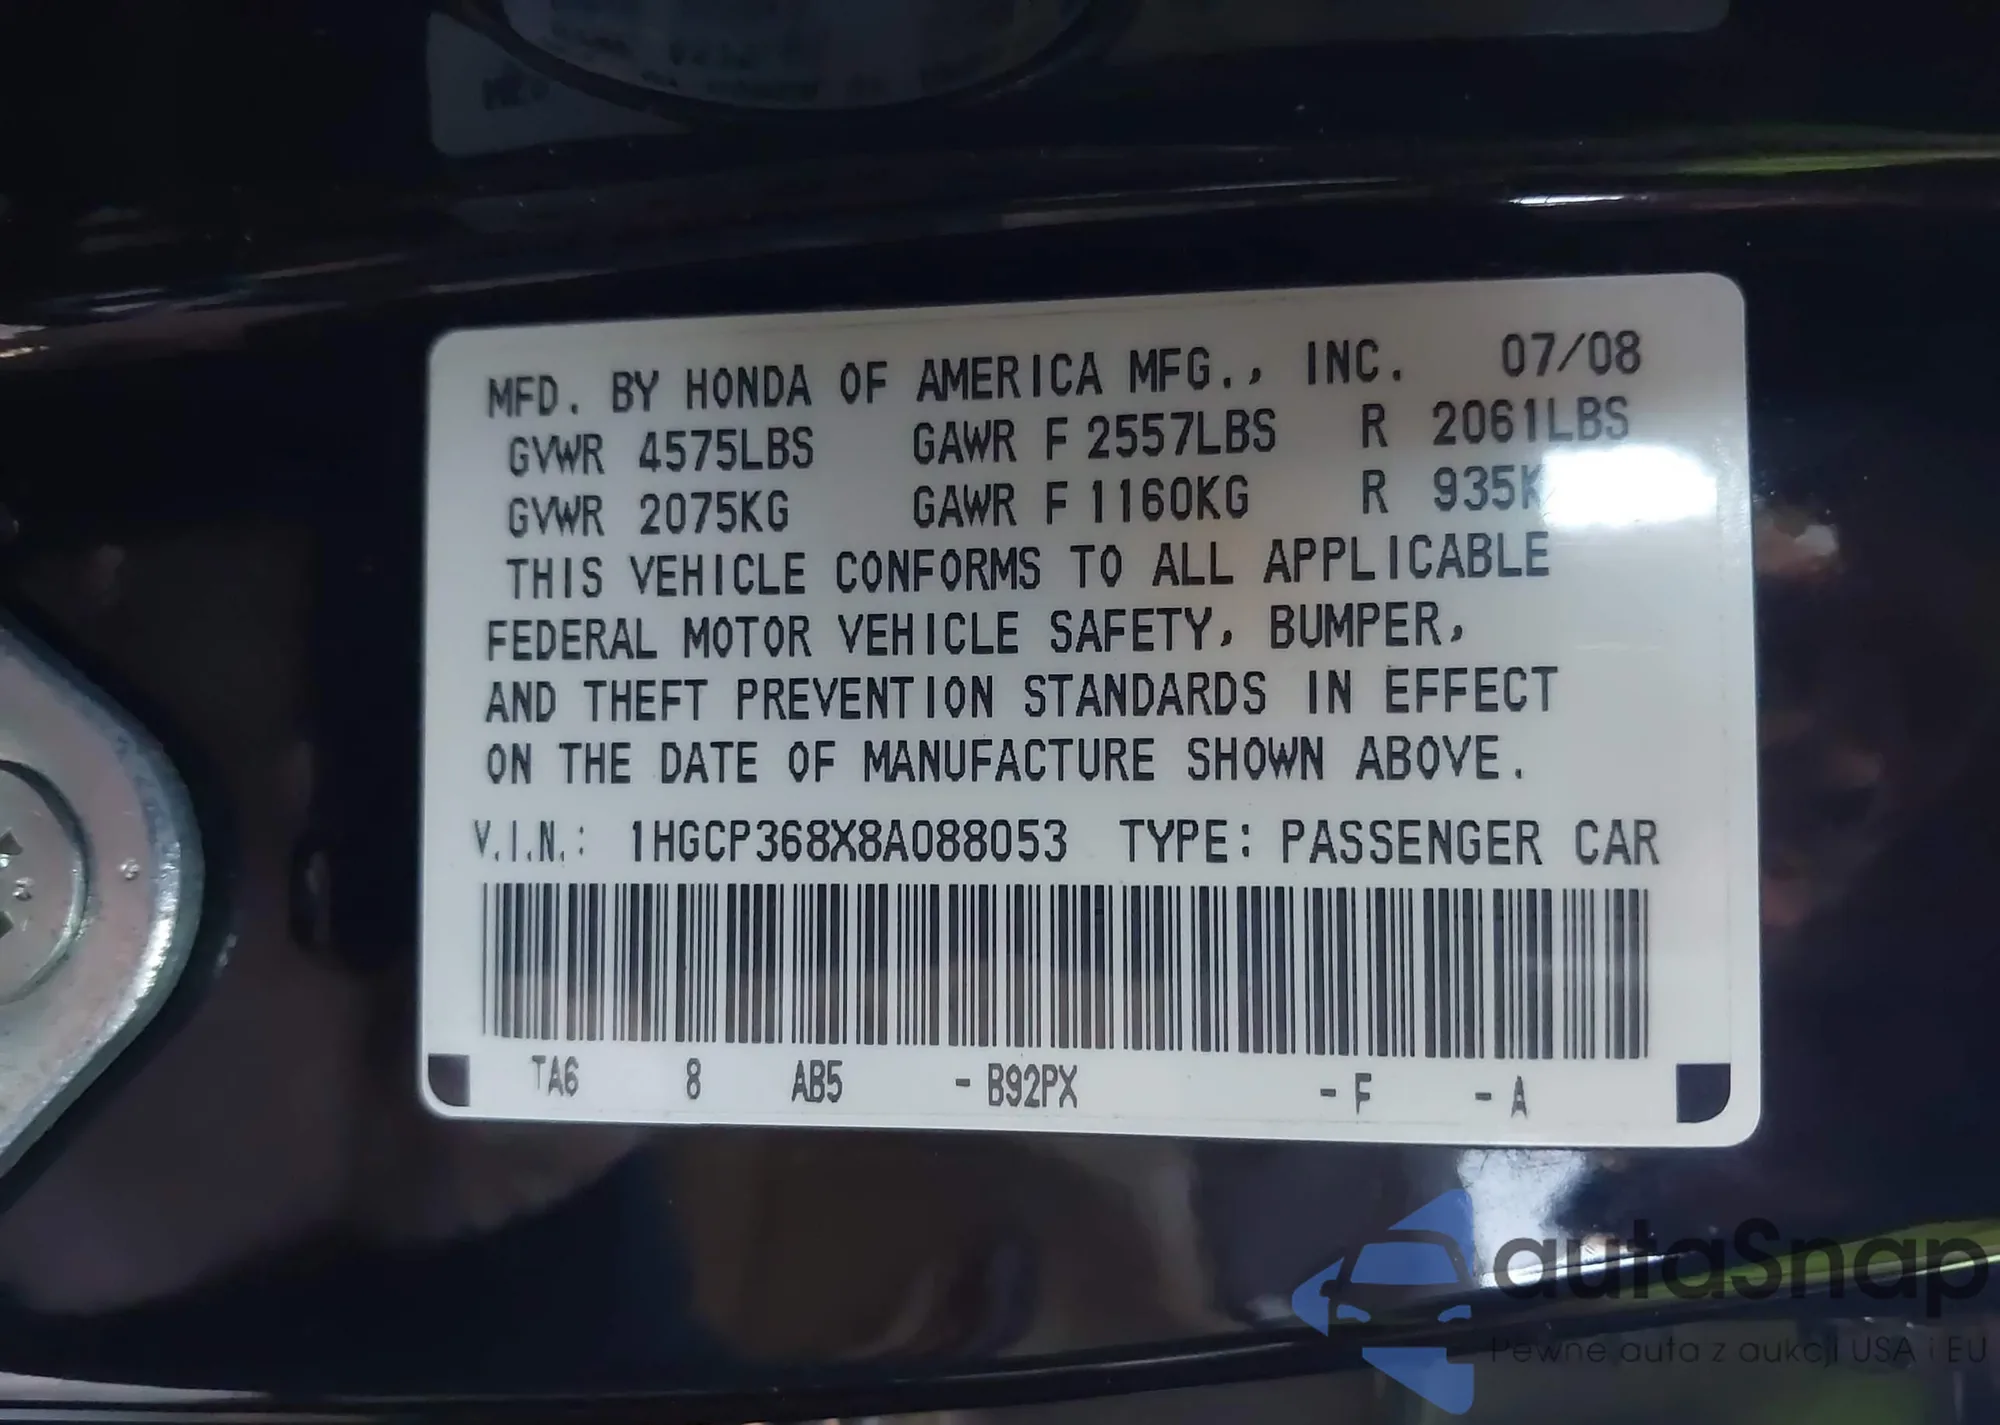 MFD. BY HONDA OF AMERICA MFG., INC. 07/08
GVWR 4575LBS GAWR F 2557LBS R 2061LBS
GVWR 2075KG GAWR F 1160KG R 935K
THIS VEHICLE CONFORMS TO ALL APPLICABLE
FEDERAL MOTOR VEHICLE SAFETY, BUMPER,
AND THEFT PREVENTION STANDARDS IN EFFECT
ON THE DATE OF MANUFACTURE SHOWN ABOVE.
V.I.N.: 1HGCP368X8A088053 TYPE: PASSENGER CAR
TA6 8 AB5 - B92PX - F - A
autaSnap
Pewne auta z aukcji USA i EU